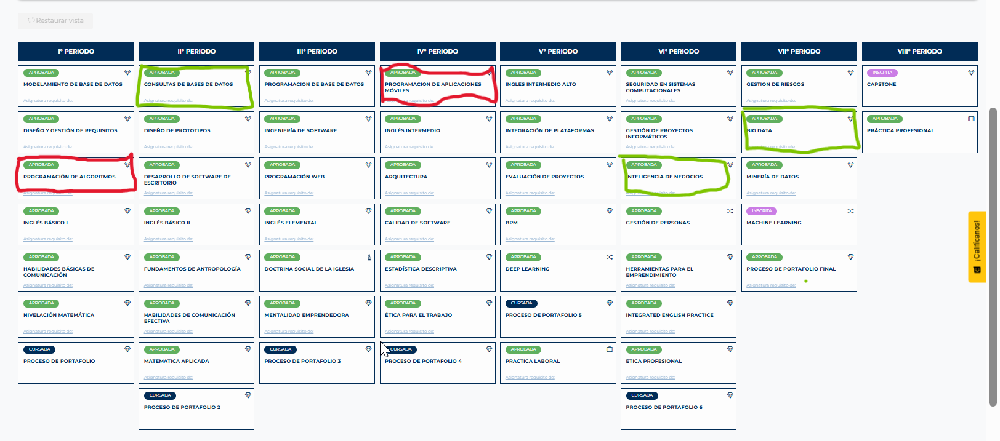 Restaurar vista
Iº PERIODO
APROBADA
MODELAMIENTO DE BASE DE DATOS
Asignatura requisito de:
APROBADA
DISEÑO Y GESTIÓN DE REQUISITOS
Asignatura requisito de:
APROBADA
PROGRAMACIÓN DE ALGORITMOS
Asignatura requisito de:
APROBADA
INGLÉS BÁSICO I
Asignatura requisito de:
APROBADA
HABILIDADES BÁSICAS DE
COMUNICACIÓN
Asignatura requisito de:
APROBADA
NIVELACIÓN MATEMÁTICA
Asignatura requisito de:
CURSADA
PROCESO DE PORTAFOLIO
IIº PERIODO
APROBADA
CONSULTAS DE BASES DE DATOS
Asignatura requisito de:
APROBADA
DISEÑO DE PROTOTIPOS
Asignatura requisito de:
APROBADA
DESARROLLO DE SOFTWARE DE
ESCRITORIO
Asignatura requisito de:
APROBADA
INGLÉS BÁSICO II
Asignatura requisito de:
APROBADA
FUNDAMENTOS DE ANTROPOLOGÍA
Asignatura requisito de:
APROBADA
HABILIDADES DE COMUNICACIÓN
EFECTIVA
Asignatura requisito de:
APROBADA
MATEMÁTICA APLICADA
Asignatura requisito de:
CURSADA
PROCESO DE PORTAFOLIO 2
IIIº PERIODO
APROBADA
PROGRAMACIÓN DE BASE DE DATOS
Asignatura requisito de:
APROBADA
INGENIERÍA DE SOFTWARE
Asignatura requisito de:
APROBADA
PROGRAMACIÓN WEB
Asignatura requisito de:
APROBADA
INGLÉS ELEMENTAL
Asignatura requisito de:
APROBADA
DOCTRINA SOCIAL DE LA IGLESIA
Asignatura requisito de:
APROBADA
MENTALIDAD EMPRENDEDORA
Asignatura requisito de:
CURSADA
PROCESO DE PORTAFOLIO 3
IVº PERIODO
APROBADA
PROGRAMACIÓN DE APLICACIONES
MÓVILES
Asignatura requisito de:
APROBADA
INGLÉS INTERMEDIO
Asignatura requisito de:
APROBADA
ARQUITECTURA
Asignatura requisito de:
APROBADA
CALIDAD DE SOFTWARE
Asignatura requisito de:
APROBADA
ESTADÍSTICA DESCRIPTIVA
Asignatura requisito de:
APROBADA
ÉTICA PARA EL TRABAJO
Asignatura requisito de:
CURSADA
PROCESO DE PORTAFOLIO 4
Vº PERIODO
APROBADA
INGLÉS INTERMEDIO ALTO
Asignatura requisito de:
APROBADA
INTEGRACIÓN DE PLATAFORMAS
Asignatura requisito de:
APROBADA
EVALUACIÓN DE PROYECTOS
Asignatura requisito de:
APROBADA
BPM
Asignatura requisito de:
APROBADA
DEEP LEARNING
CURSADA
PROCESO DE PORTAFOLIO 5
APROBADA
PRÁCTICA LABORAL
Asignatura requisito de:
VIº PERIODO
APROBADA
SEGURIDAD EN SISTEMAS
COMPUTACIONALES
Asignatura requisito de:
APROBADA
GESTIÓN DE PROYECTOS
INFORMÁTICOS
Asignatura requisito de:
APROBADA
INTELIGENCIA DE NEGOCIOS
Asignatura requisito de:
APROBADA
GESTIÓN DE PERSONAS
Asignatura requisito de:
APROBADA
HERRAMIENTAS PARA EL
EMPRENDIMIENTO
Asignatura requisito de:
APROBADA
INTEGRATED ENGLISH PRACTICE
Asignatura requisito de:
APROBADA
ÉTICA PROFESIONAL
Asignatura requisito de:
CURSADA
PROCESO DE PORTAFOLIO 6
VIIº PERIODO
APROBADA
GESTIÓN DE RIESGOS
Asignatura requisito de:
APROBADA
BIG DATA
Asignatura requisito de:
APROBADA
MINERÍA DE DATOS
Asignatura requisito de:
INSCRITA
MACHINE LEARNING
Asignatura requisito de:
APROBADA
PROCESO DE PORTAFOLIO FINAL
Asignatura requisito de:
VIIIº PERIODO
INSCRITA
CAPSTONE
APROBADA
PRÁCTICA PROFESIONAL
¡Califícanos!